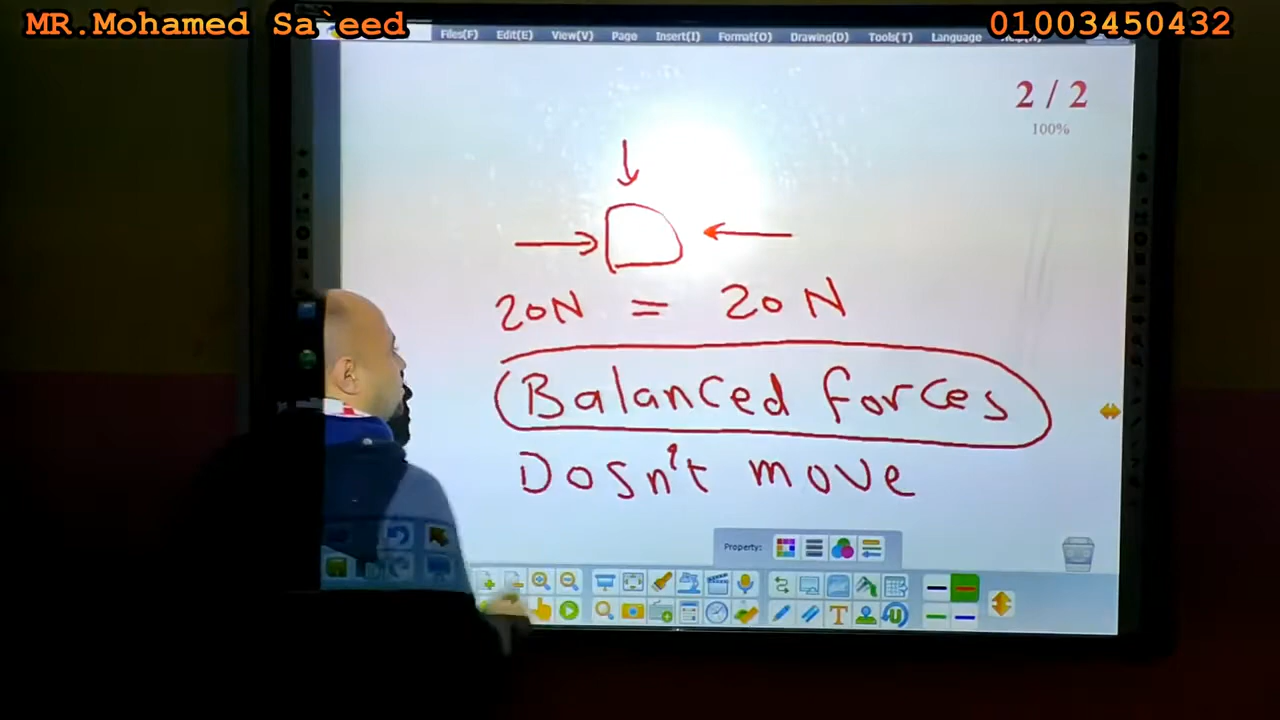 MR.Mohamed Sa`eed
01003450432
Files(F) Edit(E) View(V) Page Insert(I) Format(O) Drawing(D) Tools(T) Language
2 / 2
100%
20N = 20N
Balanced forces
Dosn't move
Property: